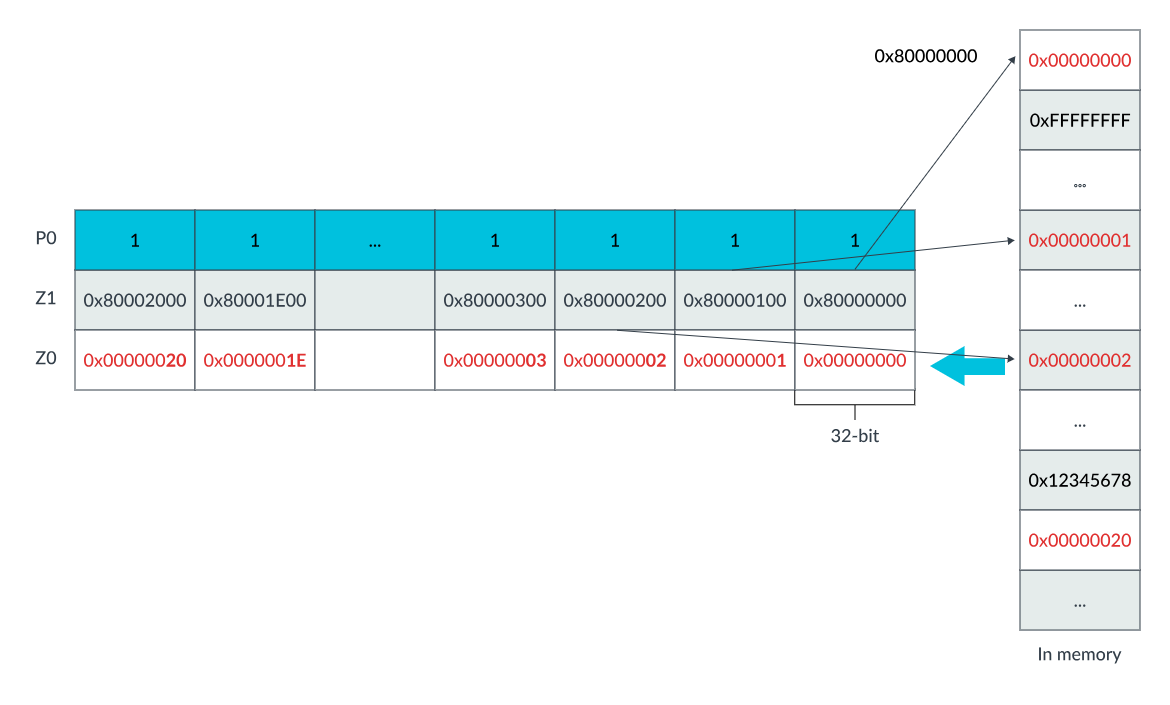 0x80000000
0x00000000
0xFFFFFFFF
...
P0 1 1 ... 1 1 1 1
0x00000001
Z1 0x80002000 0x80001E00 0x80000300 0x80000200 0x80000100 0x80000000
...
Z0 0x00000020 0x0000001E 0x00000003 0x00000002 0x00000001 0x00000000
0x00000002
32-bit
...
0x12345678
0x00000020
...
In memory